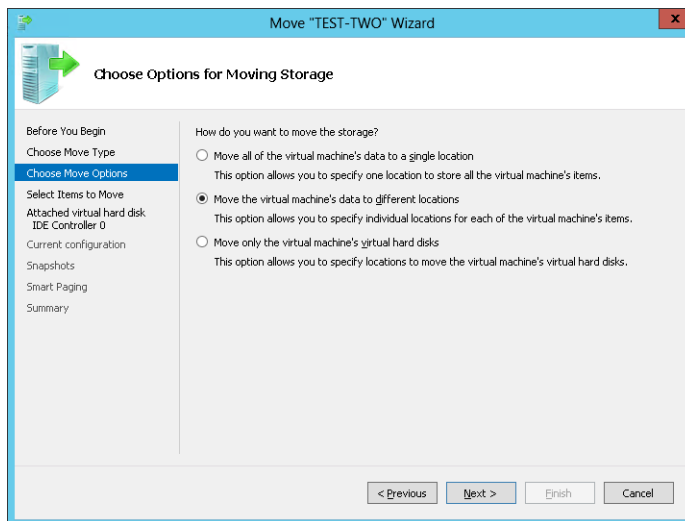 Move "TEST-TWO" Wizard
x
Choose Options for Moving Storage
Before You Begin
Choose Move Type
Choose Move Options
Select Items to Move
Attached virtual hard disk
IDE Controller 0
Current configuration
Snapshots
Smart Paging
Summary
How do you want to move the storage?
Move all of the virtual machine's data to a single location
This option allows you to specify one location to store all the virtual machine's items.
Move the virtual machine's data to different locations
This option allows you to specify individual locations for each of the virtual machine's items.
Move only the virtual machine's virtual hard disks
This option allows you to specify locations to move the virtual machine's virtual hard disks.
< Previous
Next >
Finish
Cancel